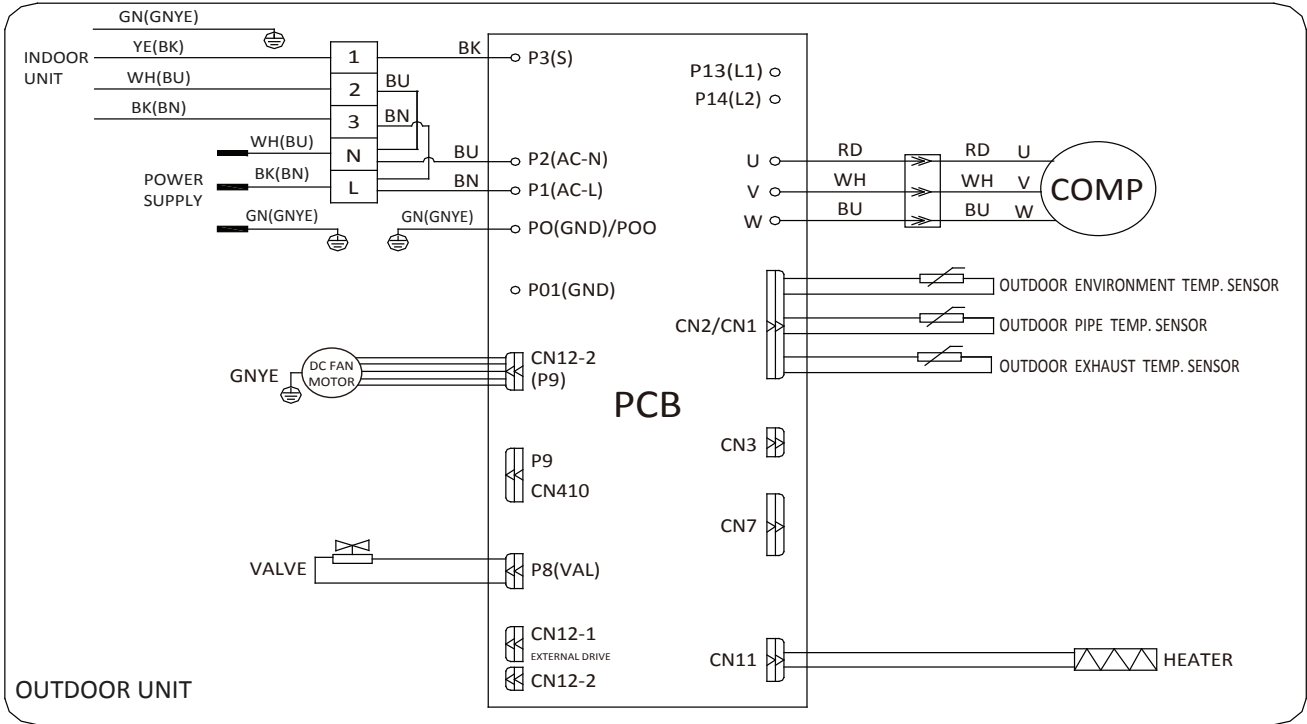 GN(GNYE)
INDOOR
UNIT
YE(BK)
WH(BU)
BK(BN)
1
2
3
N
L
BK
BU
BN
WH(BU)
BK(BN)
POWER
SUPPLY
GN(GNYE)
GN(GNYE)
BU
BN
P3(S)
P2(AC-N)
P1(AC-L)
PO(GND)/POO
P01(GND)
GNYE
DC FAN
MOTOR
CN12-2
(P9)
P9
CN410
VALVE
P8(VAL)
CN12-1
EXTERNAL DRIVE
CN12-2
PCB
P13(L1)
P14(L2)
U RD RD U
V WH WH V
W BU BU W
COMP
CN2/CN1
OUTDOOR ENVIRONMENT TEMP. SENSOR
OUTDOOR PIPE TEMP. SENSOR
OUTDOOR EXHAUST TEMP. SENSOR
CN3
CN7
CN11
HEATER
OUTDOOR UNIT